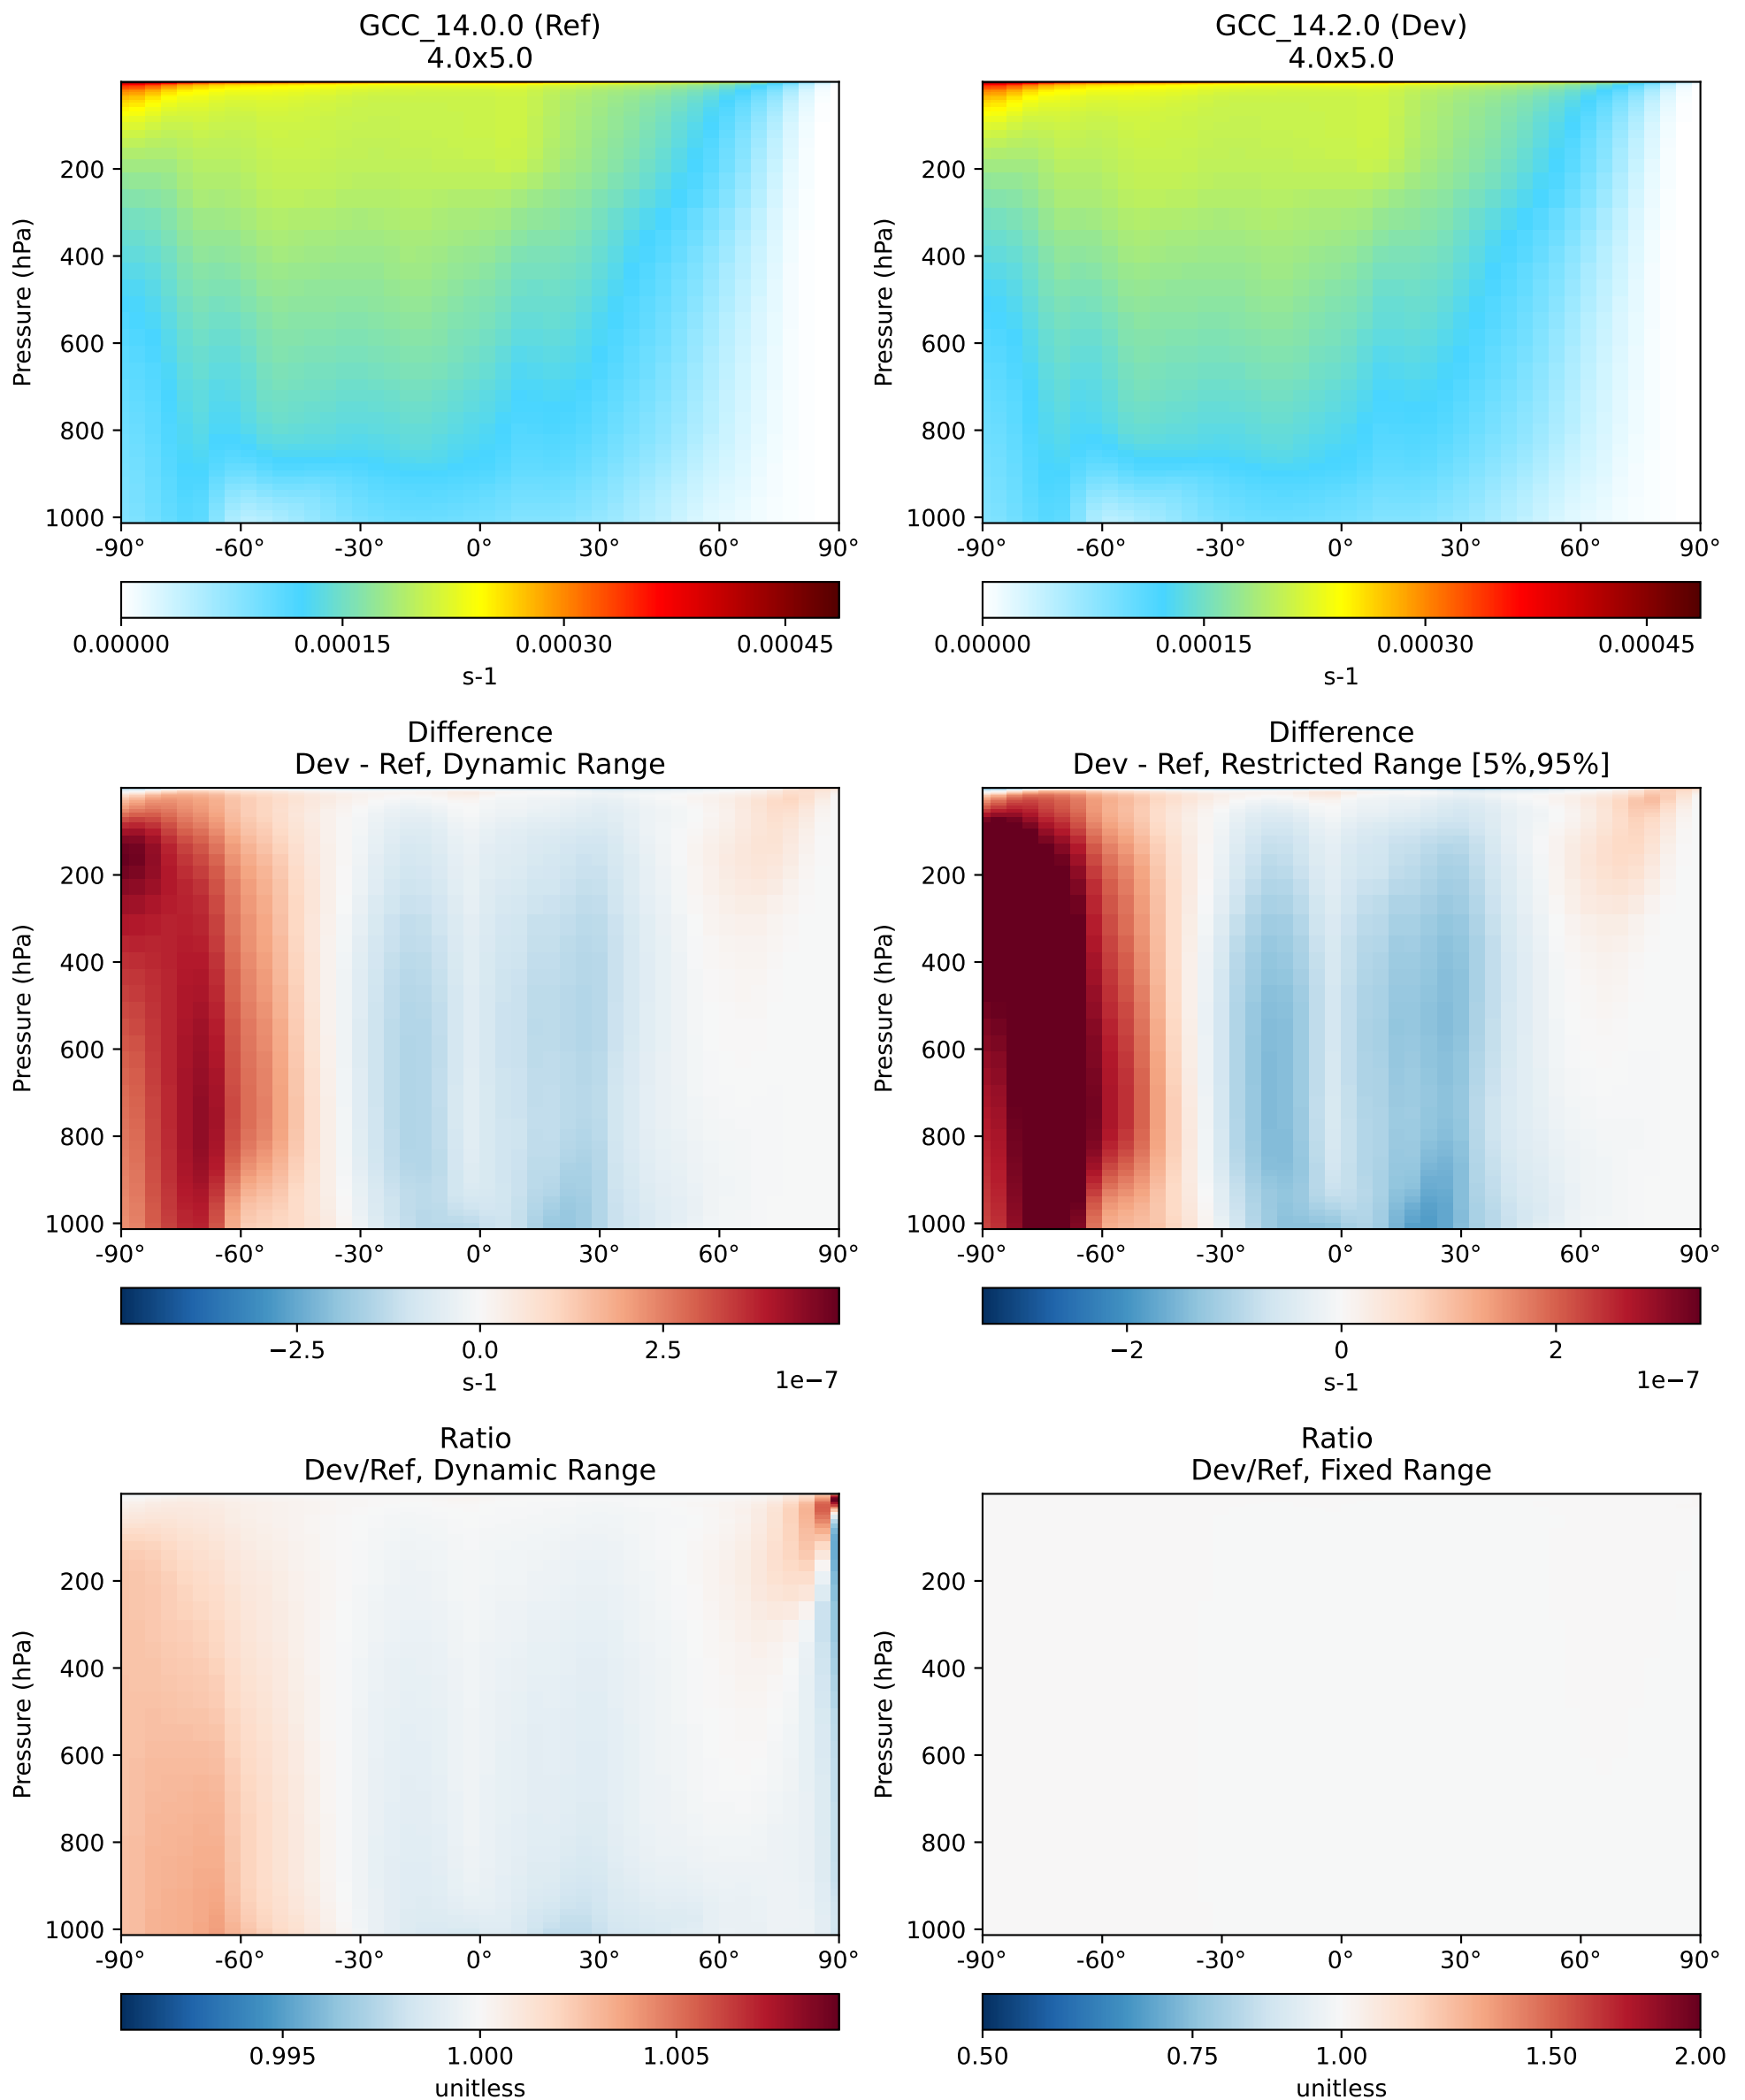 GCC_14.0.0 (Ref)
4.0x5.0
Pressure (hPa)
200
400
600
800
1000
-90° -60° -30° 0° 30° 60° 90°
0.00000 0.00015 0.00030 0.00045
s-1
GCC_14.2.0 (Dev)
4.0x5.0
Pressure (hPa)
200
400
600
800
1000
-90° -60° -30° 0° 30° 60° 90°
0.00000 0.00015 0.00030 0.00045
s-1
Difference
Dev - Ref, Dynamic Range
Pressure (hPa)
200
400
600
800
1000
-90° -60° -30° 0° 30° 60° 90°
−2.5 0.0 2.5
s-1 1e−7
Difference
Dev - Ref, Restricted Range [5%,95%]
Pressure (hPa)
200
400
600
800
1000
-90° -60° -30° 0° 30° 60° 90°
−2 0 2
s-1 1e−7
Ratio
Dev/Ref, Dynamic Range
Pressure (hPa)
200
400
600
800
1000
-90° -60° -30° 0° 30° 60° 90°
0.995 1.000 1.005
unitless
Ratio
Dev/Ref, Fixed Range
Pressure (hPa)
200
400
600
800
1000
-90° -60° -30° 0° 30° 60° 90°
0.50 0.75 1.00 1.50 2.00
unitless